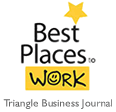 Best
Places to
WORK
Triangle Business Journal